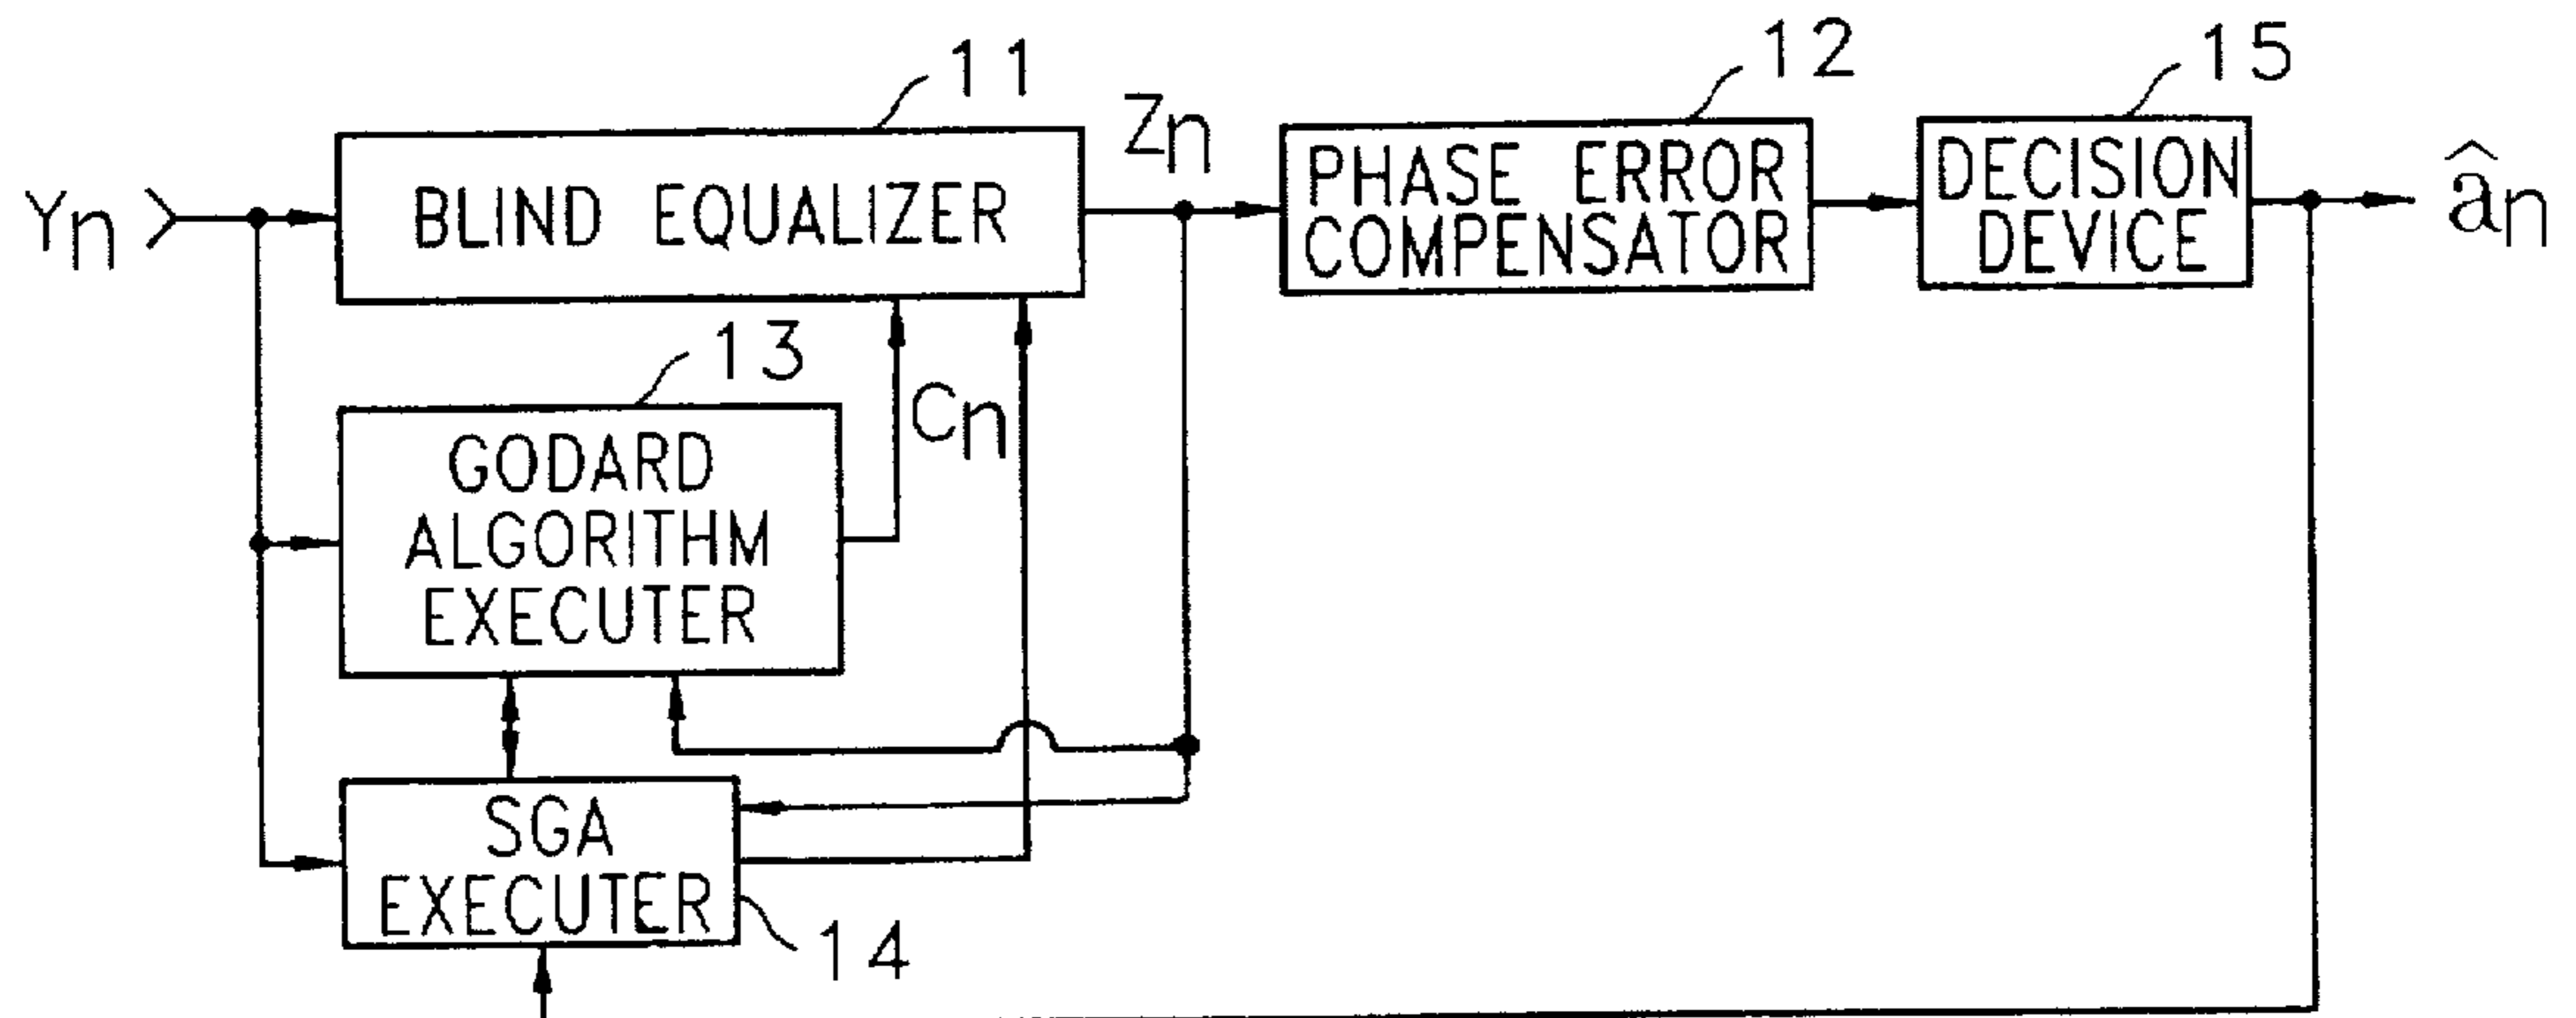 11
12
15
Yn
BLIND EQUALIZER
Zn
PHASE ERROR
COMPENSATOR
DECISION
DEVICE
ân
13
Cn
GODARD
ALGORITHM
EXECUTER
SGA
EXECUTER
14